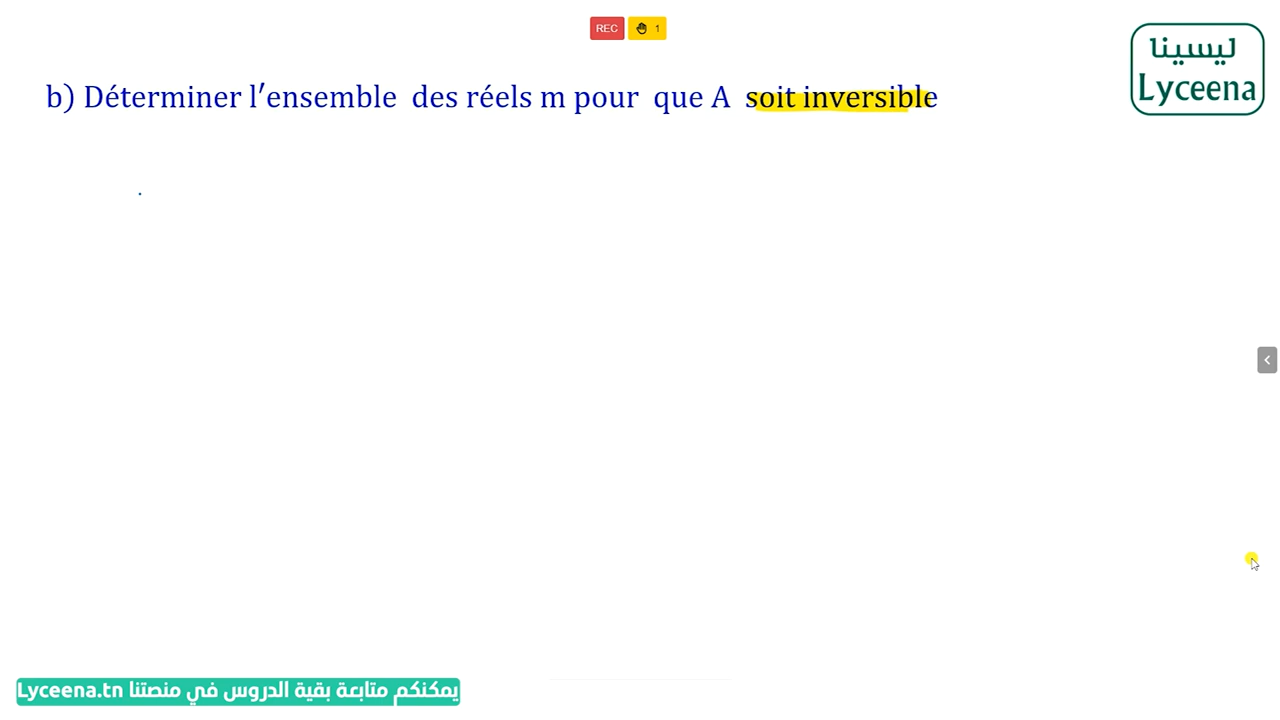 REC 1
ليسينا
Lyceena
b) Déterminer l′ensemble des réels m pour que A soit inversible
يمكنكم متابعة بقية الدروس في منصتنا Lyceena.tn